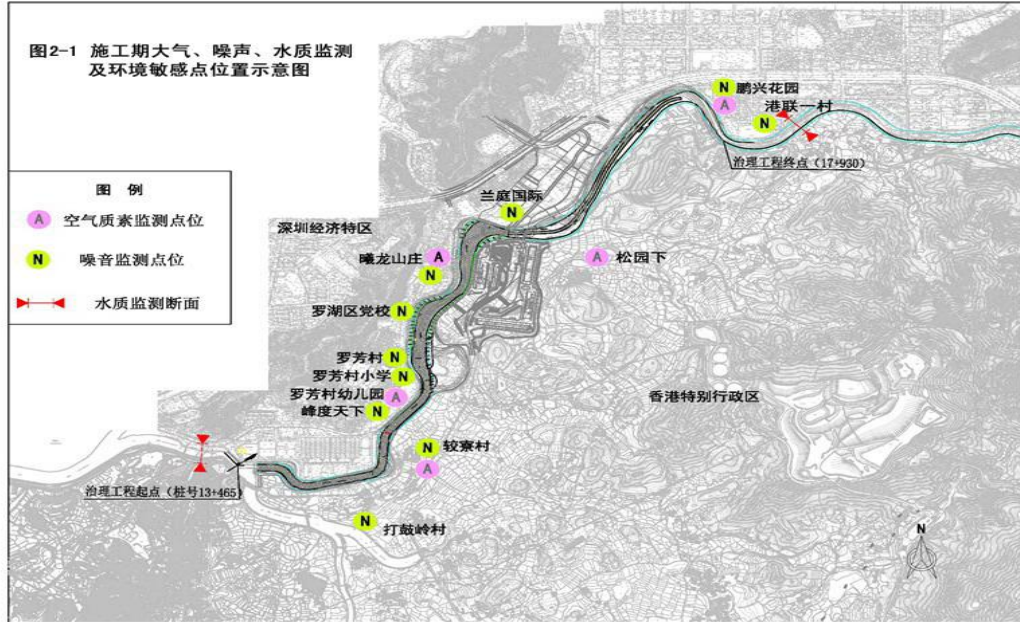 图2-1 施工期大气、噪声、水质监测
及环境敏感点位置示意图
鹏兴花园
A
N
港联一村
N
治理工程终点（17+930）
图 例
A 空气质素监测点位
N 噪音监测点位
水质监测断面
兰庭国际
N
深圳经济特区
曦龙山庄
A
N
A 松园下
罗湖区党校 N
罗芳村 N
罗芳村小学 N
罗芳村幼儿园 A
峰度天下 N
香港特别行政区
N 较寮村
A
治理工程起点（桩号13+465）
N 打鼓岭村
N